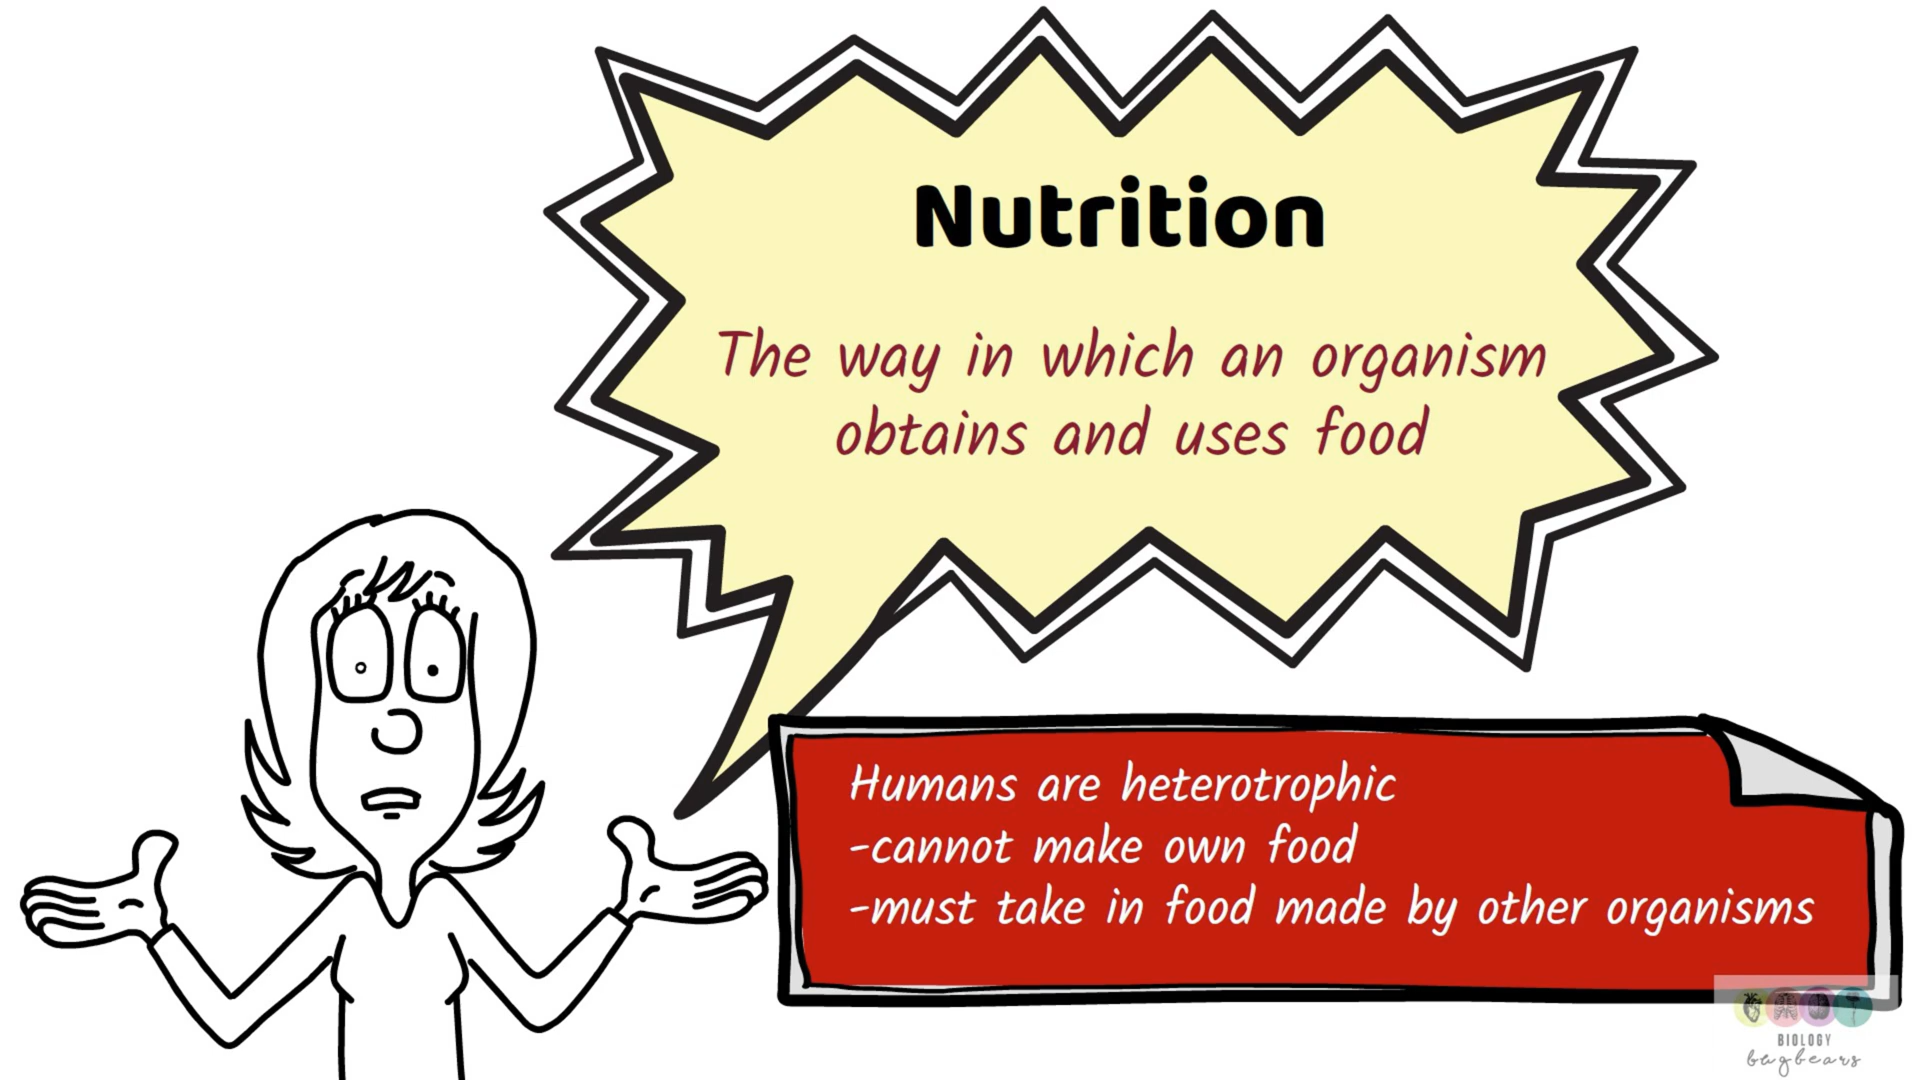 Nutrition
The way in which an organism
obtains and uses food
Humans are heterotrophic
-cannot make own food
-must take in food made by other organisms
BIOLOGY
bugbears